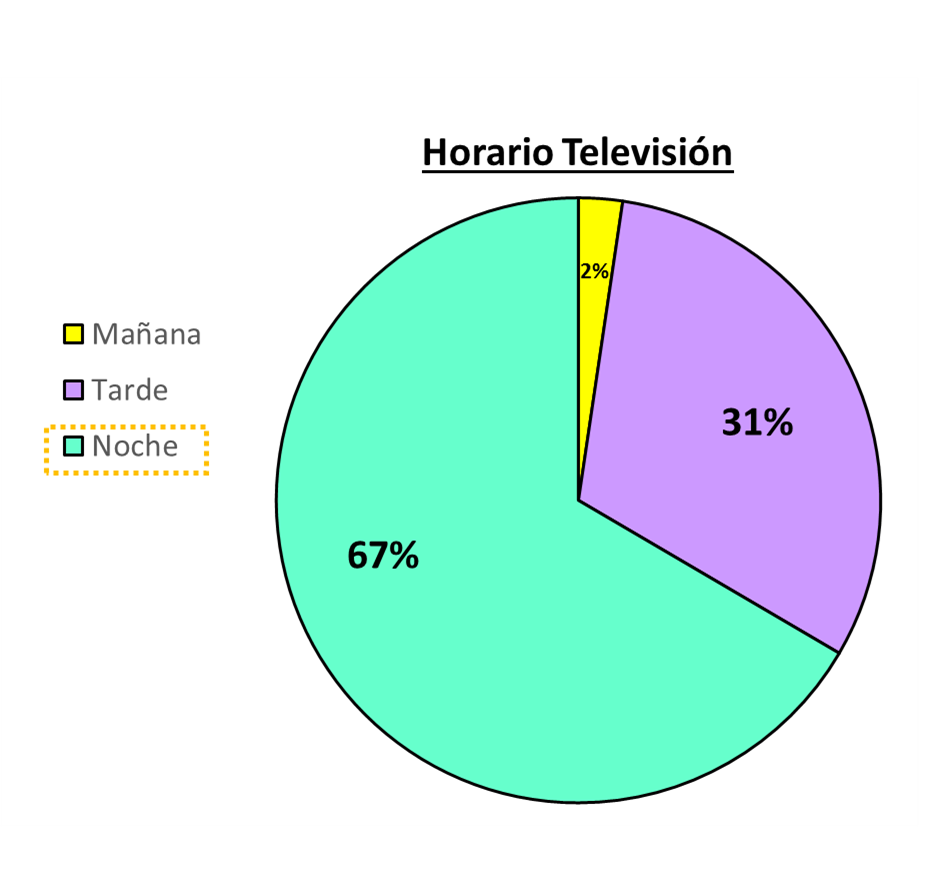 Horario Televisión
Mañana
Tarde
Noche
2%
31%
67%